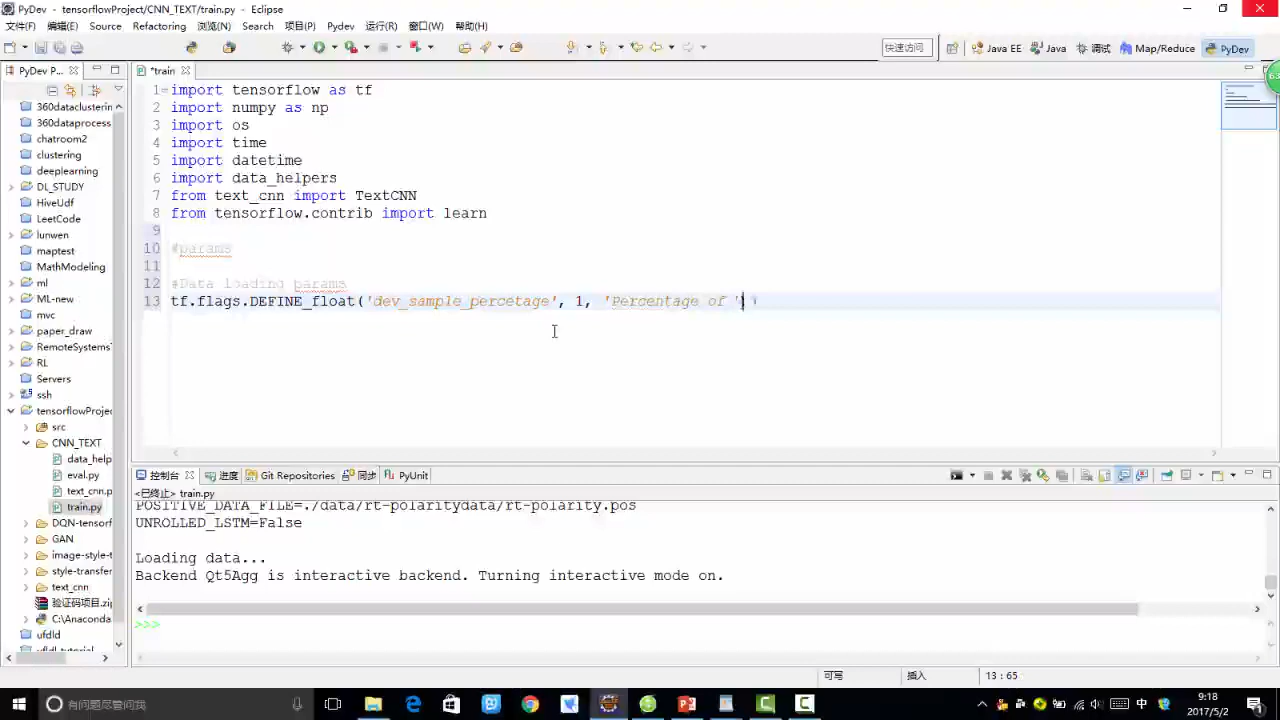 PyDev - tensorflowProject/CNN_TEXT/train.py - Eclipse
文件(F) 编辑(E) Source Refactoring 浏览(N) Search 项目(P) Pydev 运行(R) 窗口(W) 帮助(H)
快速访问 Java EE Java 调试 Map/Reduce PyDev
PyDev P... *train
63
1 import tensorflow as tf
2 import numpy as np
3 import os
4 import time
5 import datetime
6 import data_helpers
7 from text_cnn import TextCNN
8 from tensorflow.contrib import learn
9
10 #params
11
12 #Data loading params
13 tf.flags.DEFINE_float('dev_sample_percetage', 1, 'Percentage of ')
360dataclusterin
360dataprocess
chatroom2
clustering
deeplearning
DL_STUDY
HiveUdf
LeetCode
lunwen
maptest
MathModeling
ml
ML-new
mvc
paper_draw
RemoteSystemsT
RL
Servers
ssh
tensorflowProje
src
CNN_TEXT
data_help
eval.py
text_cnn.p
train.py
DQN-tensorf
GAN
image-style-t
style-transfer
text_cnn
验证码项目.zip
C:\Anaconda
ufdld
ufldl_tutorial
控制台 进度 Git Repositories 同步 PyUnit
<已终止> train.py
POSITIVE_DATA_FILE=./data/rt-polaritydata/rt-polarity.pos
UNROLLED_LSTM=False
Loading data...
Backend Qt5Agg is interactive backend. Turning interactive mode on.
>>>
可写 插入 13 : 65
有问题尽管问我
中
9:18
2017/5/2